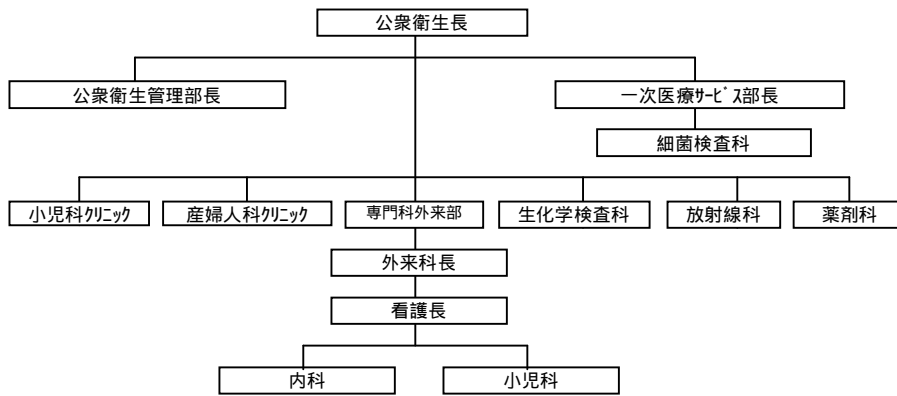 公衆衛生長
公衆衛生管理部長
一次医療ｻｰﾋﾞｽ部長
細菌検査科
小児科ｸﾘﾆｯｸ
産婦人科ｸﾘﾆｯｸ
専門科外来部
生化学検査科
放射線科
薬剤科
外来科長
看護長
内科
小児科